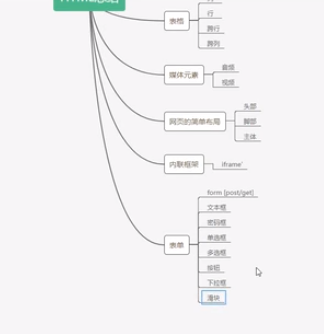 表格
行
跨行
跨列
媒体元素
音频
视频
网页的简单布局
头部
脚部
主体
内联框架
iframe'
表单
form [post/get]
文本框
密码框
单选框
多选框
按钮
下拉框
滑块